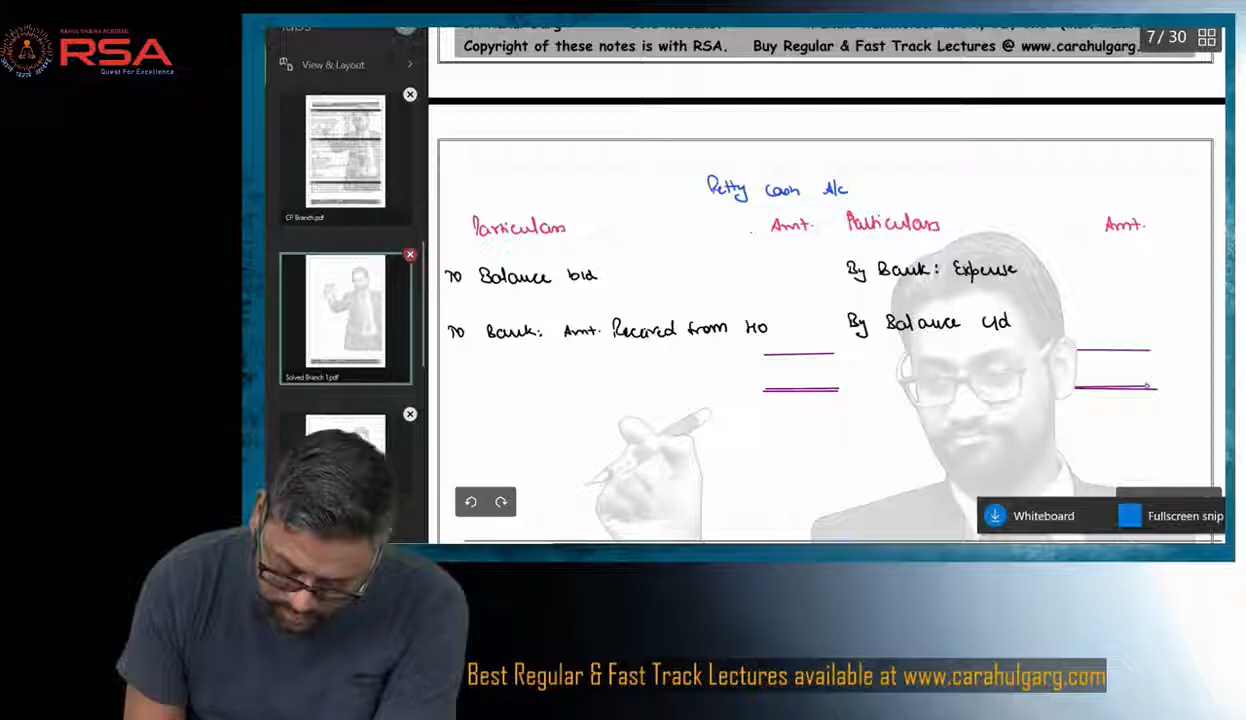 RAHUL THAKRA ACADEMY
RSA
Quest For Excellence
View & Layout
CP Branch.pdf
Solved Branch 1.pdf
Copyright of these notes is with RSA. Buy Regular & Fast Track Lectures @ www.carahulgarg.
7 / 30
Petty Cash A/c
Particulars Amt. Particulars Amt.
To Balance b/d By Bank: Expense
To Bank: Amt. Received from HO By Balance c/d
Whiteboard
Fullscreen snip
Best Regular & Fast Track Lectures available at www.carahulgarg.com